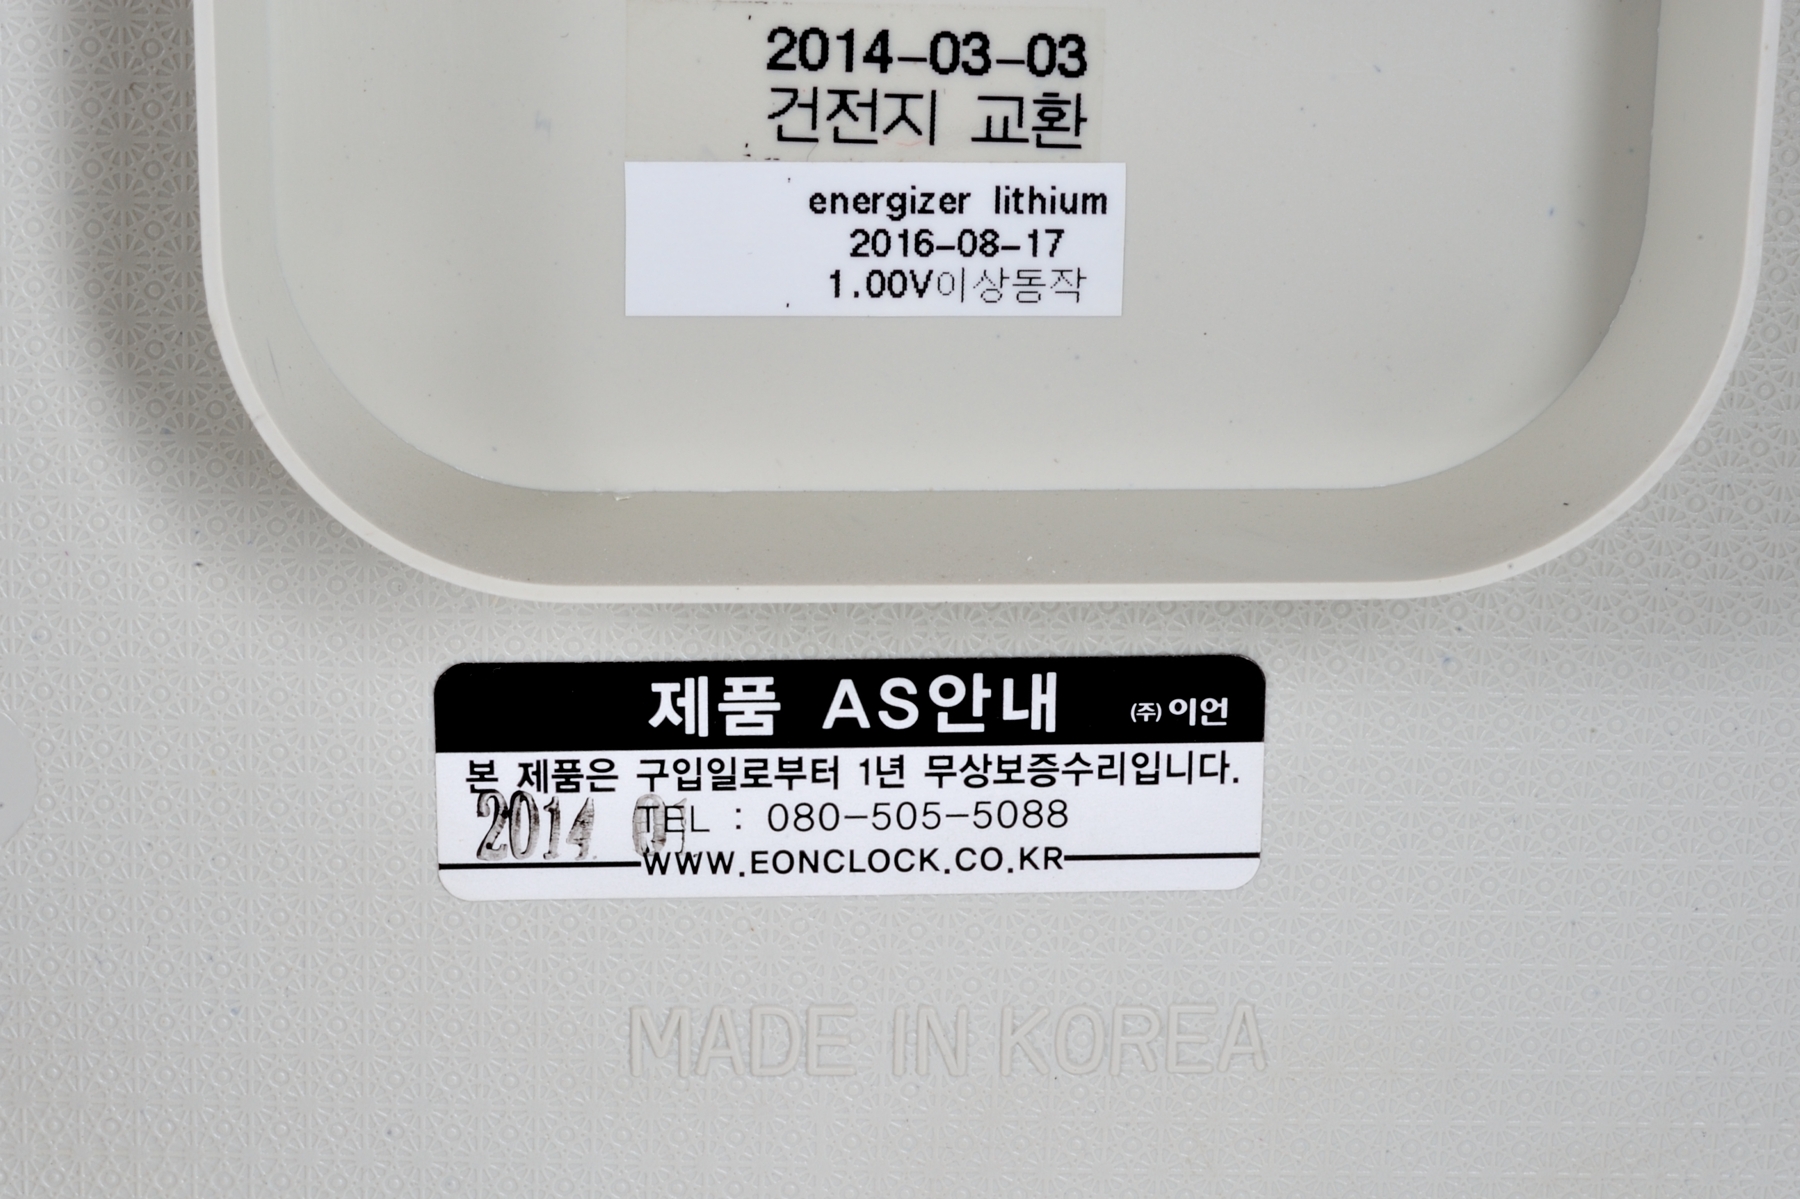 2014-03-03
건전지 교환
energizer lithium
2016-08-17
1.00V이상동작
제품 AS안내 (주)이언
본 제품은 구입일로부터 1년 무상보증수리입니다.
2014. 01
TEL : 080-505-5088
WWW.EONCLOCK.CO.KR
MADE IN KOREA